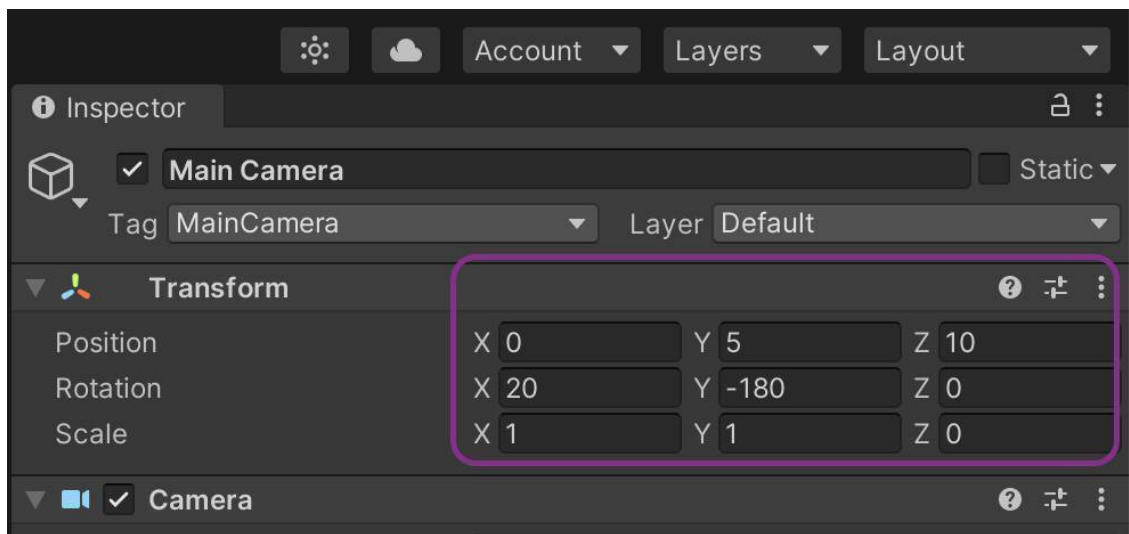 Account Layers Layout
Inspector
Main Camera Static
Tag MainCamera Layer Default
Transform
Position X 0 Y 5 Z 10
Rotation X 20 Y -180 Z 0
Scale X 1 Y 1 Z 0
Camera